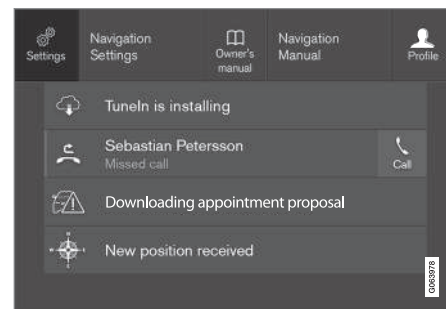 Settings
Navigation
Settings
Owner's
manual
Navigation
Manual
Profile
TuneIn is installing
Sebastian Petersson
Missed call
Call
Downloading appointment proposal
New position received
G063978